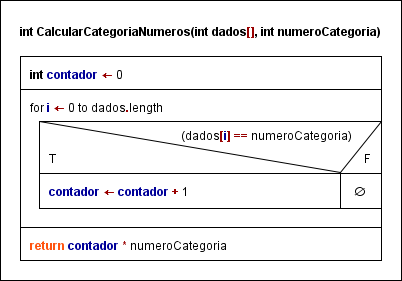 int CalcularCategoriaNumeros(int dados[], int numeroCategoria)
int contador ← 0
for i ← 0 to dados.length
(dados[i] == numeroCategoria)
T F
contador ← contador + 1 ∅
return contador * numeroCategoria